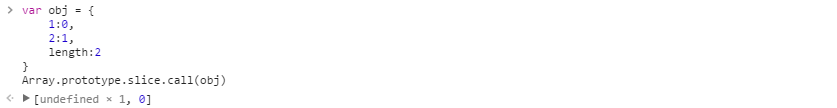 > var obj = {
1:0,
2:1,
length:2
}
Array.prototype.slice.call(obj)
[undefined × 1, 0]